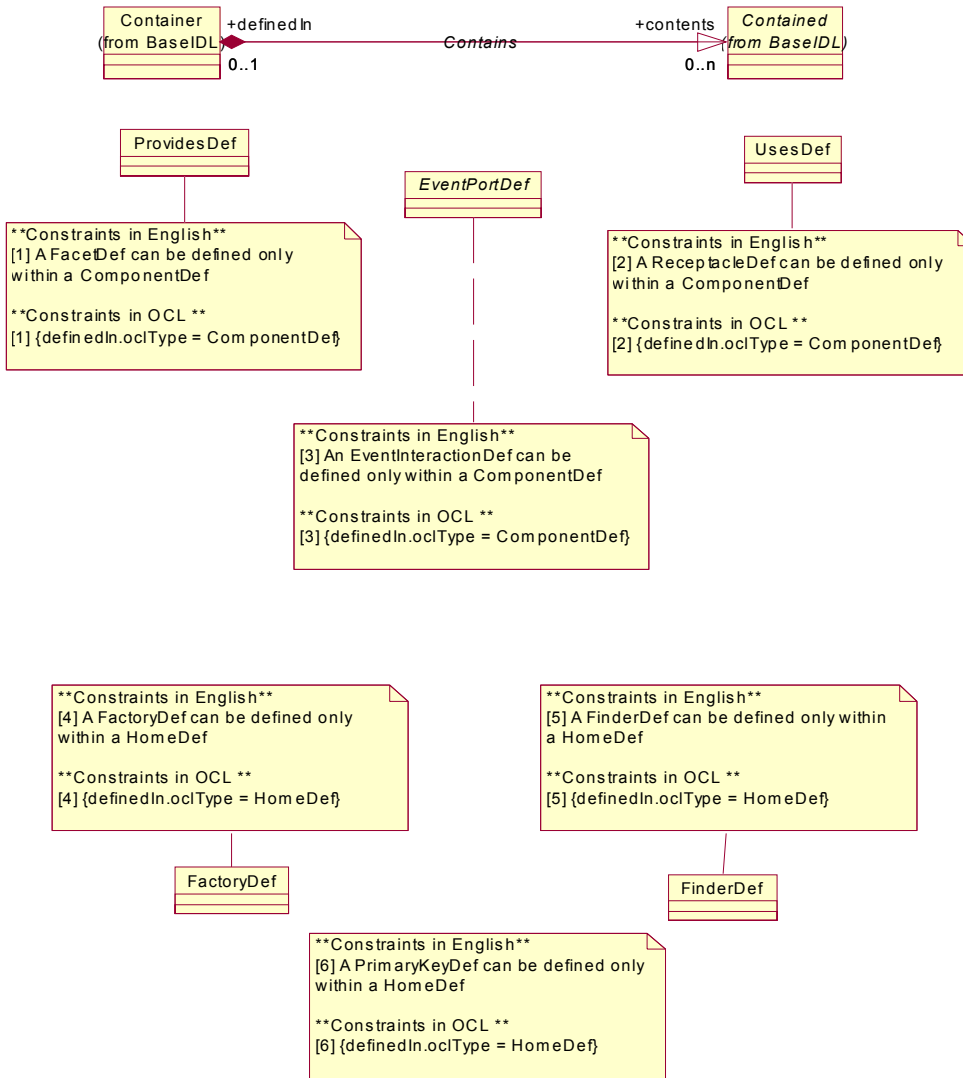 Container
(from BaseIDL)
+definedIn
0..1
Contains
+contents
0..n
Contained
(from BaseIDL)
ProvidesDef
EventPortDef
UsesDef
**Constraints in English**
[1] A FacetDef can be defined only
within a ComponentDef
**Constraints in OCL **
[1] {definedIn.oclType = ComponentDef}
**Constraints in English**
[2] A ReceptacleDef can be defined only
within a ComponentDef
**Constraints in OCL **
[2] {definedIn.oclType = ComponentDef}
**Constraints in English**
[3] An EventInteractionDef can be
defined only within a ComponentDef
**Constraints in OCL **
[3] {definedIn.oclType = ComponentDef}
**Constraints in English**
[4] A FactoryDef can be defined only
within a HomeDef
**Constraints in OCL **
[4] {definedIn.oclType = HomeDef}
**Constraints in English**
[5] A FinderDef can be defined only within
a HomeDef
**Constraints in OCL **
[5] {definedIn.oclType = HomeDef}
FactoryDef
FinderDef
**Constraints in English**
[6] A PrimaryKeyDef can be defined only
within a HomeDef
**Constraints in OCL **
[6] {definedIn.oclType = HomeDef}